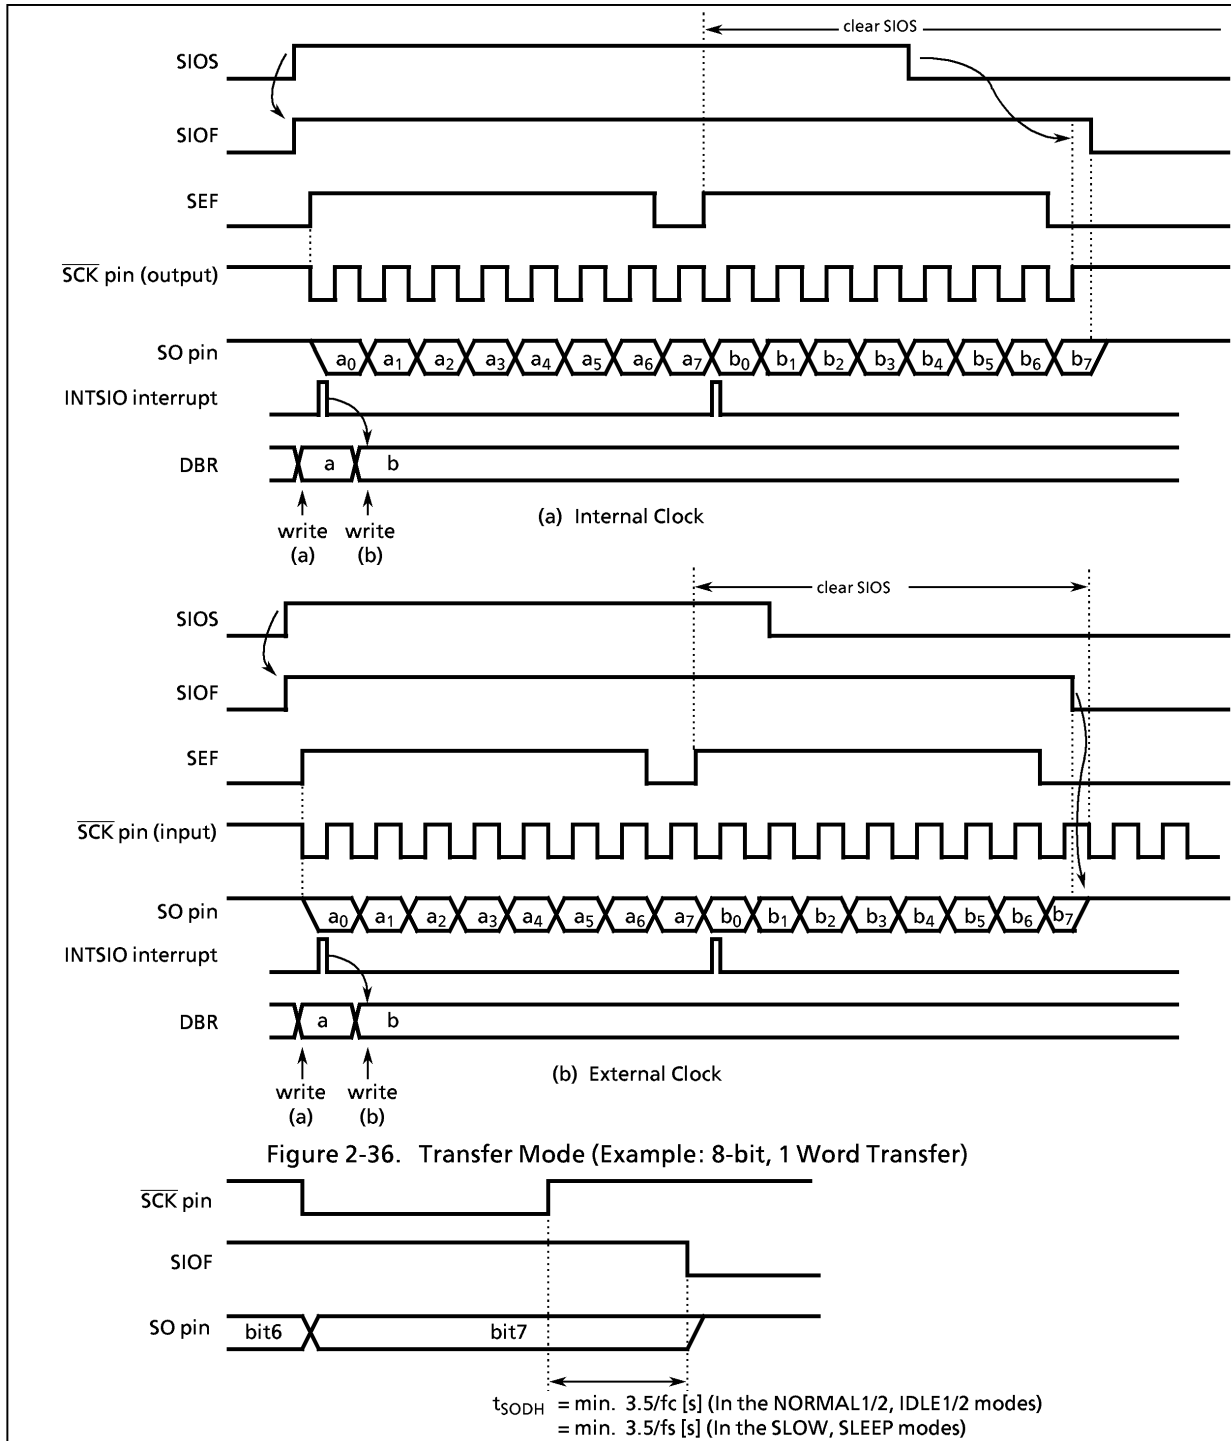 clear SIOS
SIOS
SIOF
SEF
SCK pin (output)
SO pin a0 a1 a2 a3 a4 a5 a6 a7 b0 b1 b2 b3 b4 b5 b6 b7
INTSIO interrupt
DBR a b
write (a)
write (b)
(a) Internal Clock
clear SIOS
SIOS
SIOF
SEF
SCK pin (input)
SO pin a0 a1 a2 a3 a4 a5 a6 a7 b0 b1 b2 b3 b4 b5 b6 b7
INTSIO interrupt
DBR a b
write (a)
write (b)
(b) External Clock
Figure 2-36. Transfer Mode (Example: 8-bit, 1 Word Transfer)
SCK pin
SIOF
SO pin bit6 bit7
tSODH = min. 3.5/fc [s] (In the NORMAL1/2, IDLE1/2 modes)
= min. 3.5/fs [s] (In the SLOW, SLEEP modes)